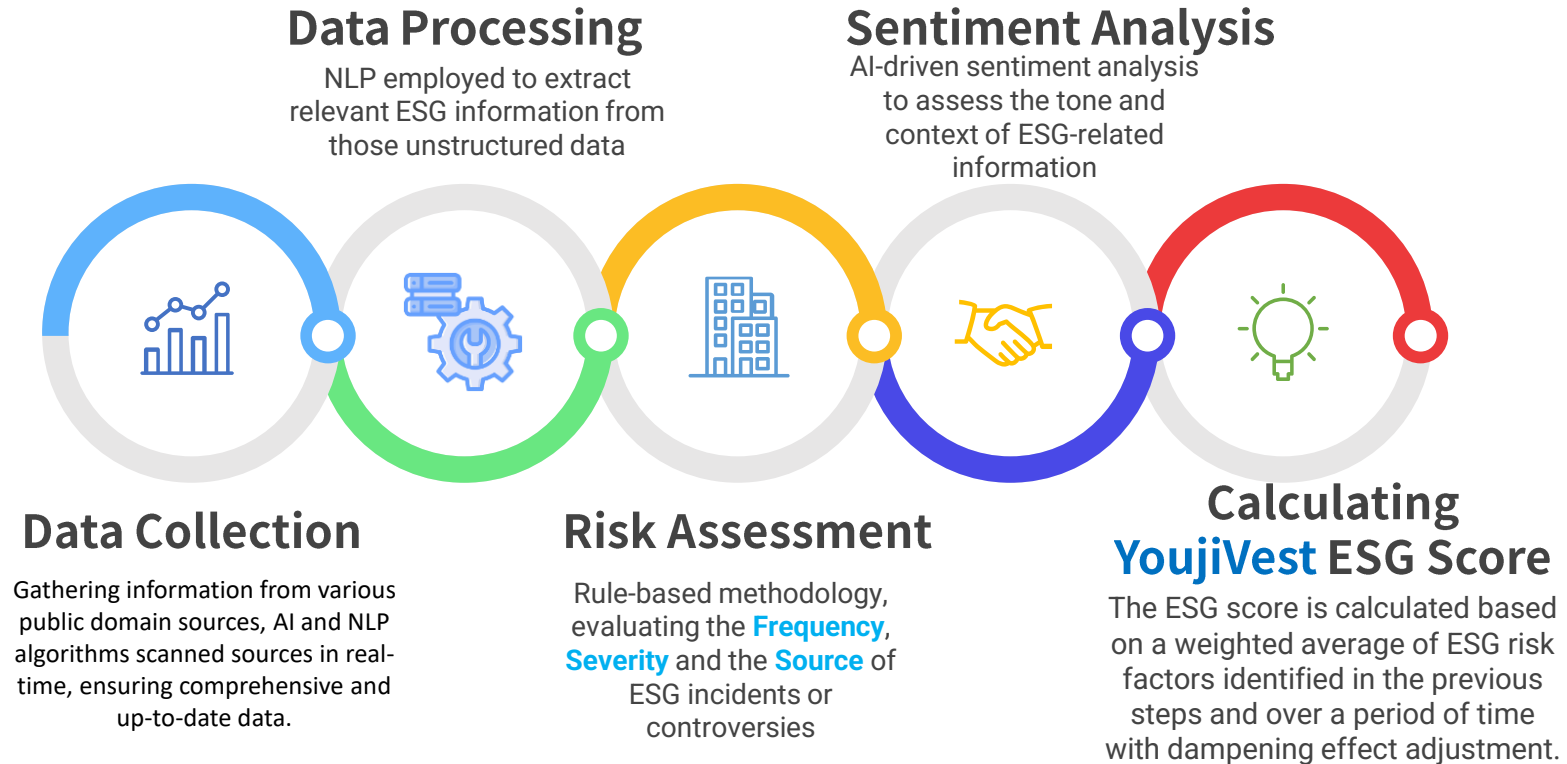 Data Processing
NLP employed to extract
relevant ESG information from
those unstructured data
Sentiment Analysis
AI-driven sentiment analysis
to assess the tone and
context of ESG-related
information
Data Collection
Gathering information from various
public domain sources, AI and NLP
algorithms scanned sources in real-
time, ensuring comprehensive and
up-to-date data.
Risk Assessment
Rule-based methodology,
evaluating the Frequency,
Severity and the Source of
ESG incidents or
controversies
Calculating
YoujiVest ESG Score
The ESG score is calculated based
on a weighted average of ESG risk
factors identified in the previous
steps and over a period of time
with dampening effect adjustment.